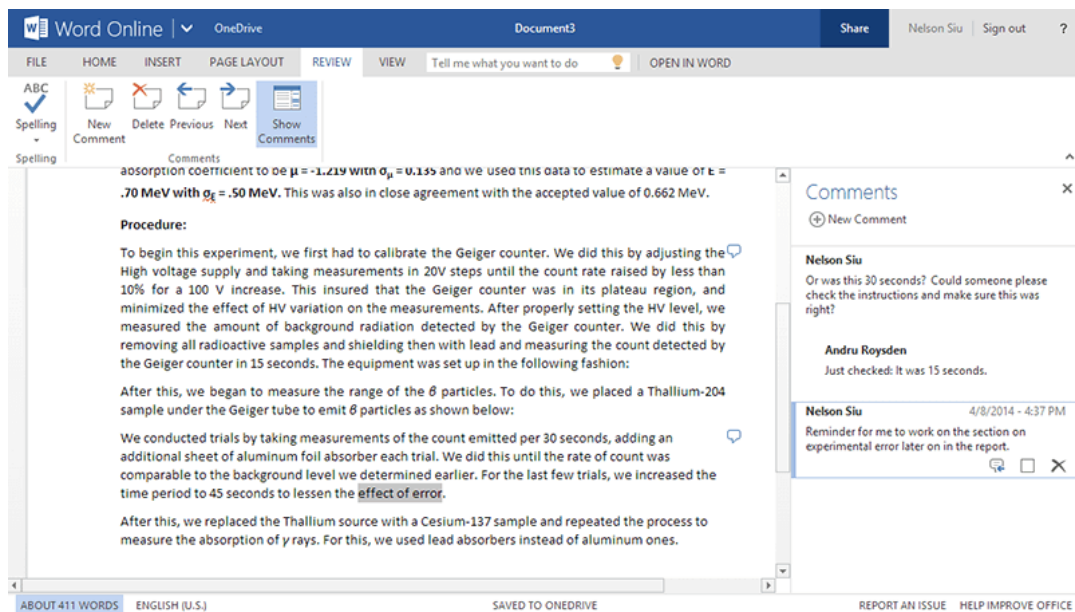 Word Online OneDrive Document3 Share Nelson Siu Sign out ?
FILE HOME INSERT PAGE LAYOUT REVIEW VIEW Tell me what you want to do OPEN IN WORD
ABC
Spelling New Comment Delete Previous Next Show Comments
Spelling Comments
absorption coefficient to be μ = -1.219 with σμ = 0.135 and we used this data to estimate a value of E =
.70 MeV with σE = .50 MeV. This was also in close agreement with the accepted value of 0.662 MeV.
Procedure:
To begin this experiment, we first had to calibrate the Geiger counter. We did this by adjusting the
High voltage supply and taking measurements in 20V steps until the count rate raised by less than
10% for a 100 V increase. This insured that the Geiger counter was in its plateau region, and
minimized the effect of HV variation on the measurements. After properly setting the HV level, we
measured the amount of background radiation detected by the Geiger counter. We did this by
removing all radioactive samples and shielding then with lead and measuring the count detected by
the Geiger counter in 15 seconds. The equipment was set up in the following fashion:
After this, we began to measure the range of the β particles. To do this, we placed a Thallium-204
sample under the Geiger tube to emit β particles as shown below:
We conducted trials by taking measurements of the count emitted per 30 seconds, adding an
additional sheet of aluminum foil absorber each trial. We did this until the rate of count was
comparable to the background level we determined earlier. For the last few trials, we increased the
time period to 45 seconds to lessen the effect of error.
After this, we replaced the Thallium source with a Cesium-137 sample and repeated the process to
measure the absorption of γ rays. For this, we used lead absorbers instead of aluminum ones.
Comments
New Comment
Nelson Siu
Or was this 30 seconds? Could someone please
check the instructions and make sure this was
right?
Andru Roysden
Just checked: It was 15 seconds.
Nelson Siu 4/8/2014 - 4:37 PM
Reminder for me to work on the section on
experimental error later on in the report.
ABOUT 411 WORDS ENGLISH (U.S.) SAVED TO ONEDRIVE REPORT AN ISSUE HELP IMPROVE OFFICE